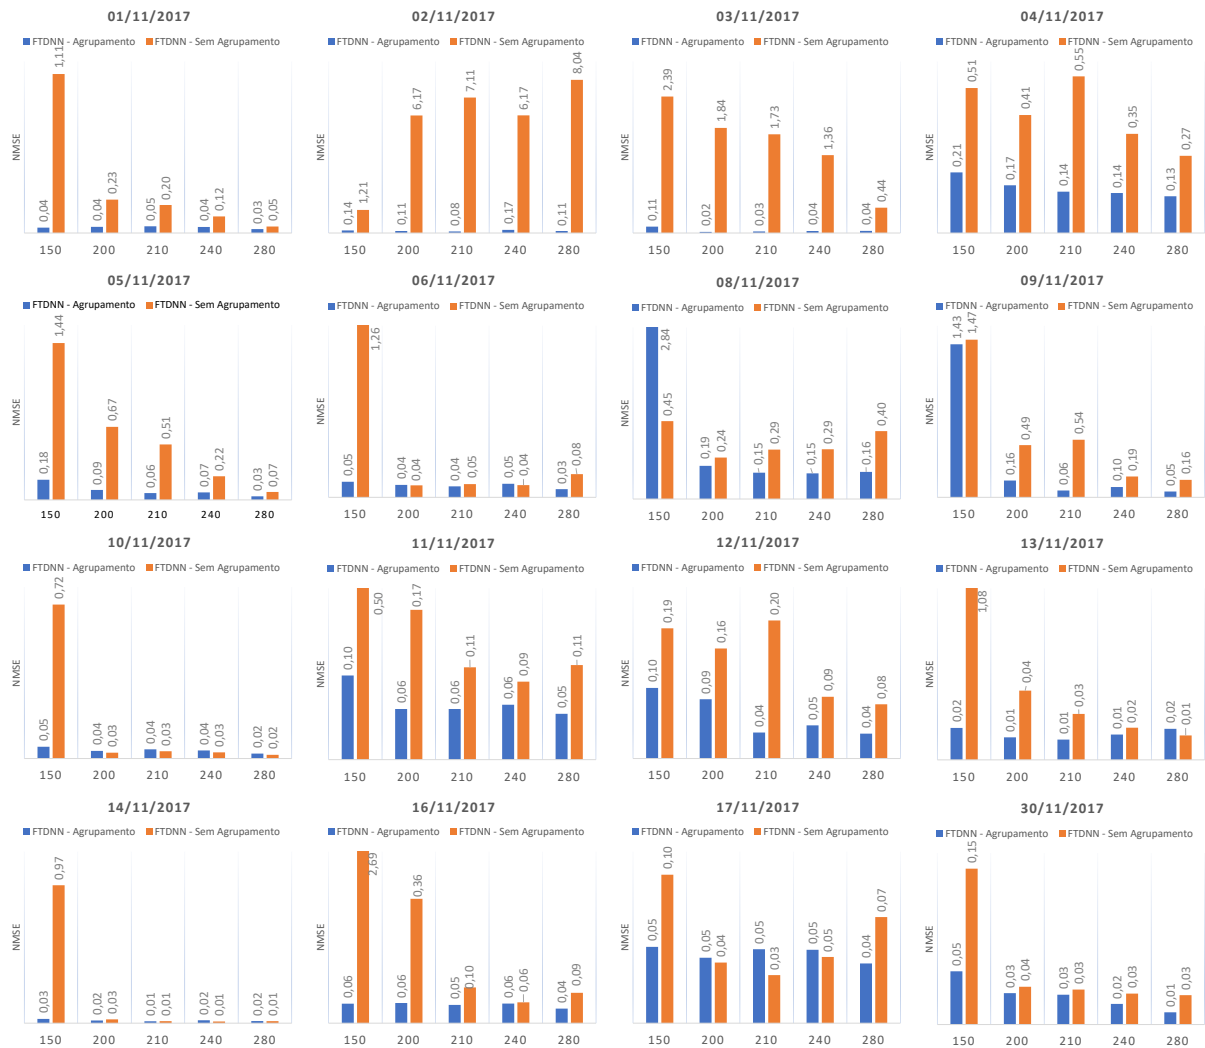 01/11/2017
FTDNN - Agrupamento FTDNN - Sem Agrupamento
NMSE
0,04 1,11 0,04 0,23 0,05 0,20 0,04 0,12 0,03 0,05
150 200 210 240 280
02/11/2017
FTDNN - Agrupamento FTDNN - Sem Agrupamento
NMSE
0,14 1,21 0,11 6,17 0,08 7,11 0,17 6,17 0,11 8,04
150 200 210 240 280
03/11/2017
FTDNN - Agrupamento FTDNN - Sem Agrupamento
NMSE
0,11 2,39 0,02 1,84 0,03 1,73 0,04 1,36 0,04 0,44
150 200 210 240 280
04/11/2017
FTDNN - Agrupamento FTDNN - Sem Agrupamento
NMSE
0,21 0,51 0,17 0,41 0,14 0,55 0,14 0,35 0,13 0,27
150 200 210 240 280
05/11/2017
FTDNN - Agrupamento FTDNN - Sem Agrupamento
NMSE
0,18 1,44 0,09 0,67 0,06 0,51 0,07 0,22 0,03 0,07
150 200 210 240 280
06/11/2017
FTDNN - Agrupamento FTDNN - Sem Agrupamento
NMSE
0,05 1,26 0,04 0,04 0,04 0,05 0,05 0,04 0,03 0,08
150 200 210 240 280
08/11/2017
FTDNN - Agrupamento FTDNN - Sem Agrupamento
NMSE
2,84 0,45 0,19 0,24 0,15 0,29 0,15 0,29 0,16 0,40
150 200 210 240 280
09/11/2017
FTDNN - Agrupamento FTDNN - Sem Agrupamento
NMSE
1,43 1,47 0,16 0,49 0,06 0,54 0,10 0,19 0,05 0,16
150 200 210 240 280
10/11/2017
FTDNN - Agrupamento FTDNN - Sem Agrupamento
NMSE
0,05 0,72 0,04 0,03 0,04 0,03 0,04 0,03 0,02 0,02
150 200 210 240 280
11/11/2017
FTDNN - Agrupamento FTDNN - Sem Agrupamento
NMSE
0,10 0,50 0,06 0,17 0,06 0,11 0,06 0,09 0,05 0,11
150 200 210 240 280
12/11/2017
FTDNN - Agrupamento FTDNN - Sem Agrupamento
NMSE
0,10 0,19 0,09 0,16 0,04 0,20 0,05 0,09 0,04 0,08
150 200 210 240 280
13/11/2017
FTDNN - Agrupamento FTDNN - Sem Agrupamento
NMSE
0,02 1,08 0,01 0,04 0,01 0,03 0,01 0,02 0,02 0,01
150 200 210 240 280
14/11/2017
FTDNN - Agrupamento FTDNN - Sem Agrupamento
NMSE
0,03 0,97 0,02 0,03 0,01 0,01 0,02 0,01 0,02 0,01
150 200 210 240 280
16/11/2017
FTDNN - Agrupamento FTDNN - Sem Agrupamento
NMSE
0,06 2,69 0,06 0,36 0,05 0,10 0,06 0,06 0,04 0,09
150 200 210 240 280
17/11/2017
FTDNN - Agrupamento FTDNN - Sem Agrupamento
NMSE
0,05 0,10 0,05 0,04 0,05 0,03 0,05 0,05 0,04 0,07
150 200 210 240 280
30/11/2017
FTDNN - Agrupamento FTDNN - Sem Agrupamento
NMSE
0,05 0,15 0,03 0,04 0,03 0,03 0,02 0,03 0,01 0,03
150 200 210 240 280